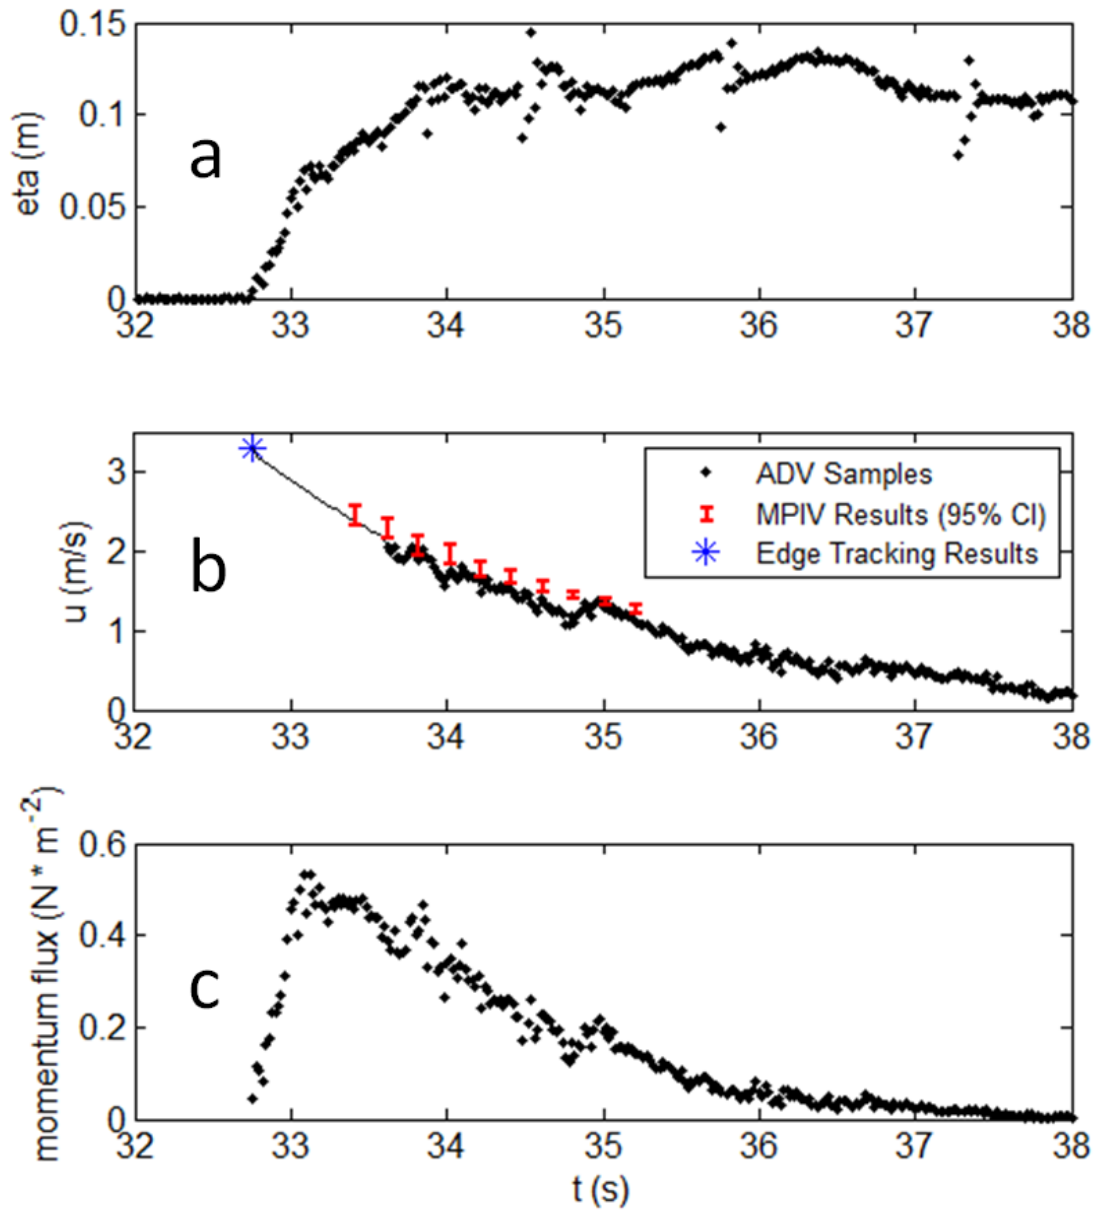 0.15
0.1
0.05
0
eta (m)
a
32 33 34 35 36 37 38
3
2
1
0
u (m/s)
b
ADV Samples
MPIV Results (95% CI)
Edge Tracking Results
32 33 34 35 36 37 38
0.6
0.4
0.2
0
momentum flux (N * m⁻²)
c
32 33 34 35 36 37 38
t (s)